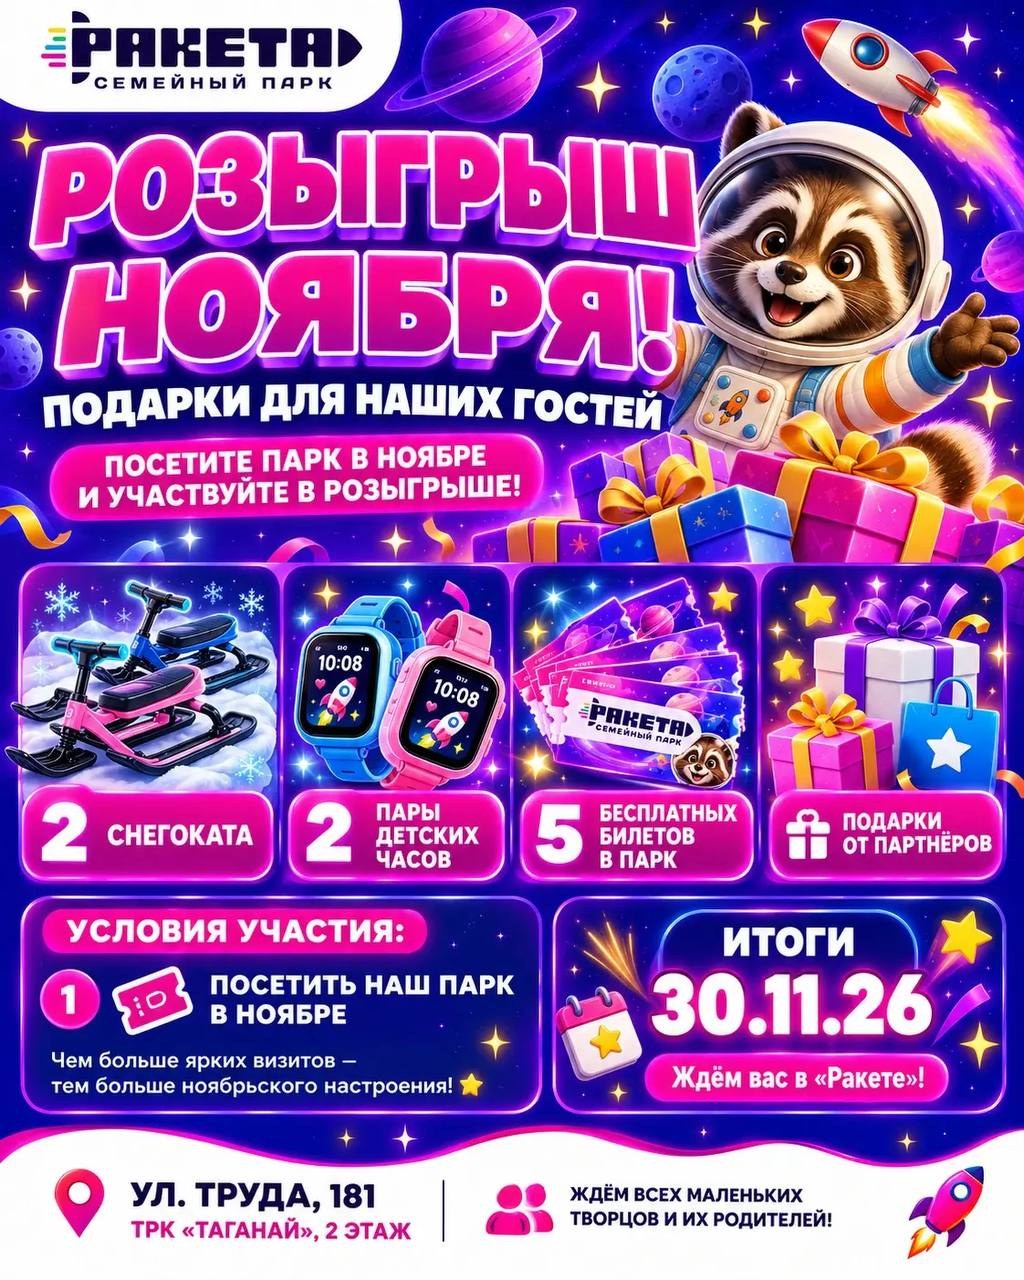 РАКЕТА
СЕМЕЙНЫЙ ПАРК
РОЗЫГРЫШ
НОЯБРЯ!
ПОДАРКИ ДЛЯ НАШИХ ГОСТЕЙ
ПОСЕТИТЕ ПАРК В НОЯБРЕ
И УЧАСТВУЙТЕ В РОЗЫГРЫШЕ!
10:08
10:08
РАКЕТА
СЕМЕЙНЫЙ ПАРК
2 СНЕГОКАТА
2 ПАРЫ
ДЕТСКИХ
ЧАСОВ
5 БЕСПЛАТНЫХ
БИЛЕТОВ
В ПАРК
ПОДАРКИ
ОТ ПАРТНЁРОВ
УСЛОВИЯ УЧАСТИЯ:
1 ПОСЕТИТЬ НАШ ПАРК
В НОЯБРЕ
Чем больше ярких визитов –
тем больше ноябрьского настроения!
ИТОГИ
30.11.26
Ждём вас в «Ракете»!
УЛ. ТРУДА, 181
ТРК «ТАГАНАЙ», 2 ЭТАЖ
ЖДЁМ ВСЕХ МАЛЕНЬКИХ
ТВОРЦОВ И ИХ РОДИТЕЛЕЙ!